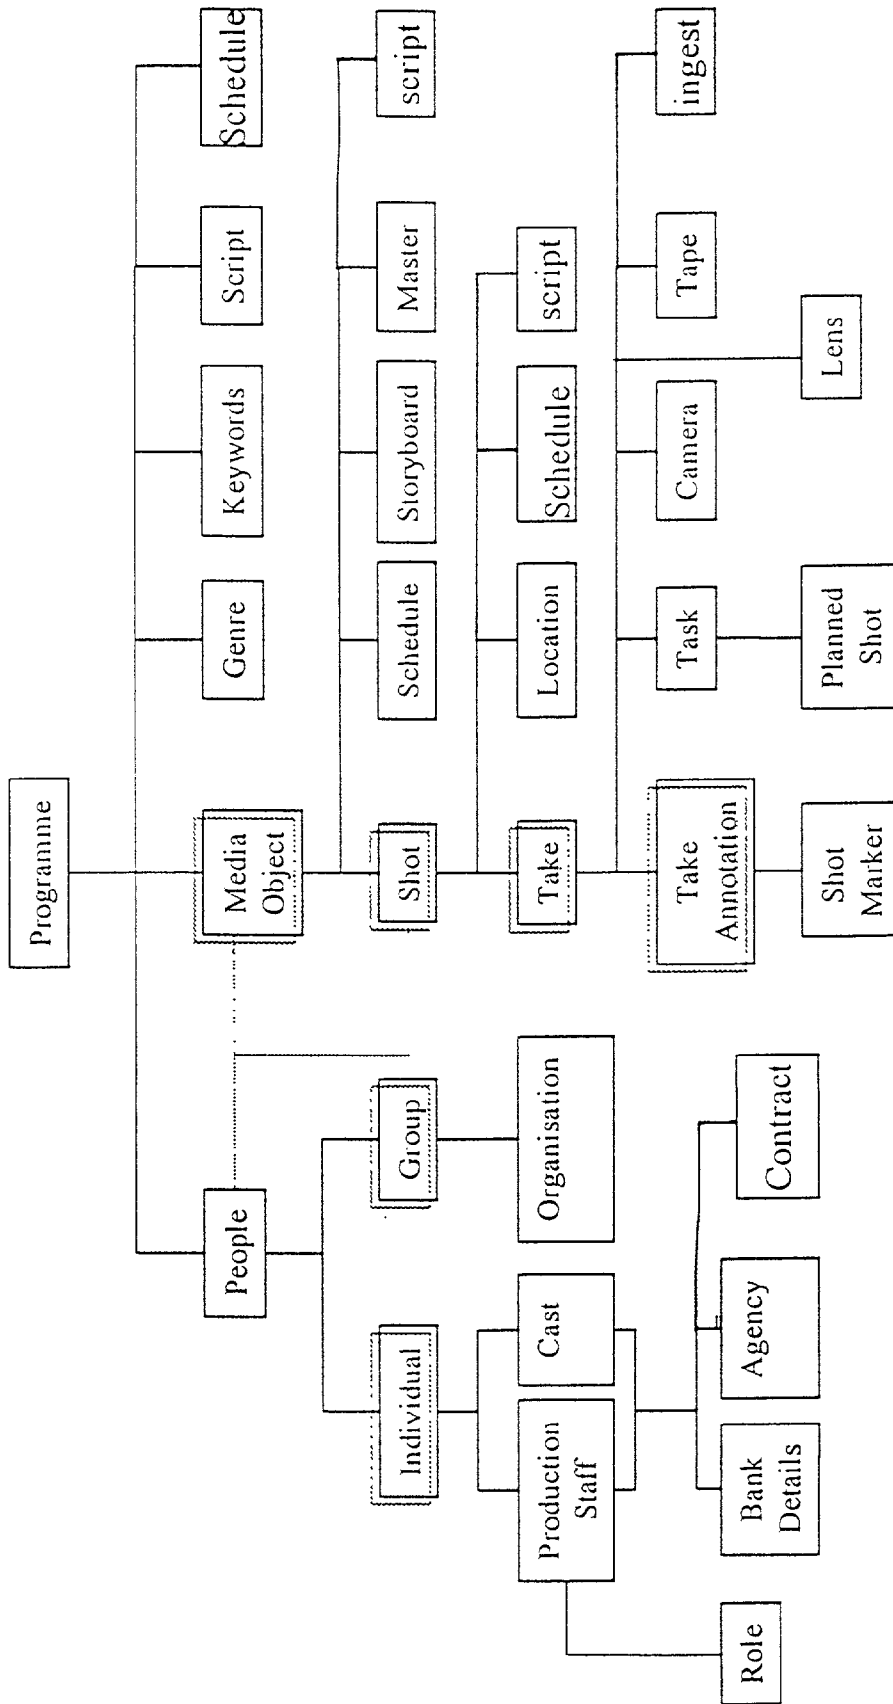 Programme
People
Media
Object
Genre
Keywords
Script
Schedule
Individual
Group
Shot
Schedule
Storyboard
Master
script
Production
Staff
Cast
Organisation
Take
Location
Schedule
script
Take
Annotation
Task
Camera
Tape
ingest
Role
Bank
Details
Agency
Contract
Shot
Marker
Planned
Shot
Lens